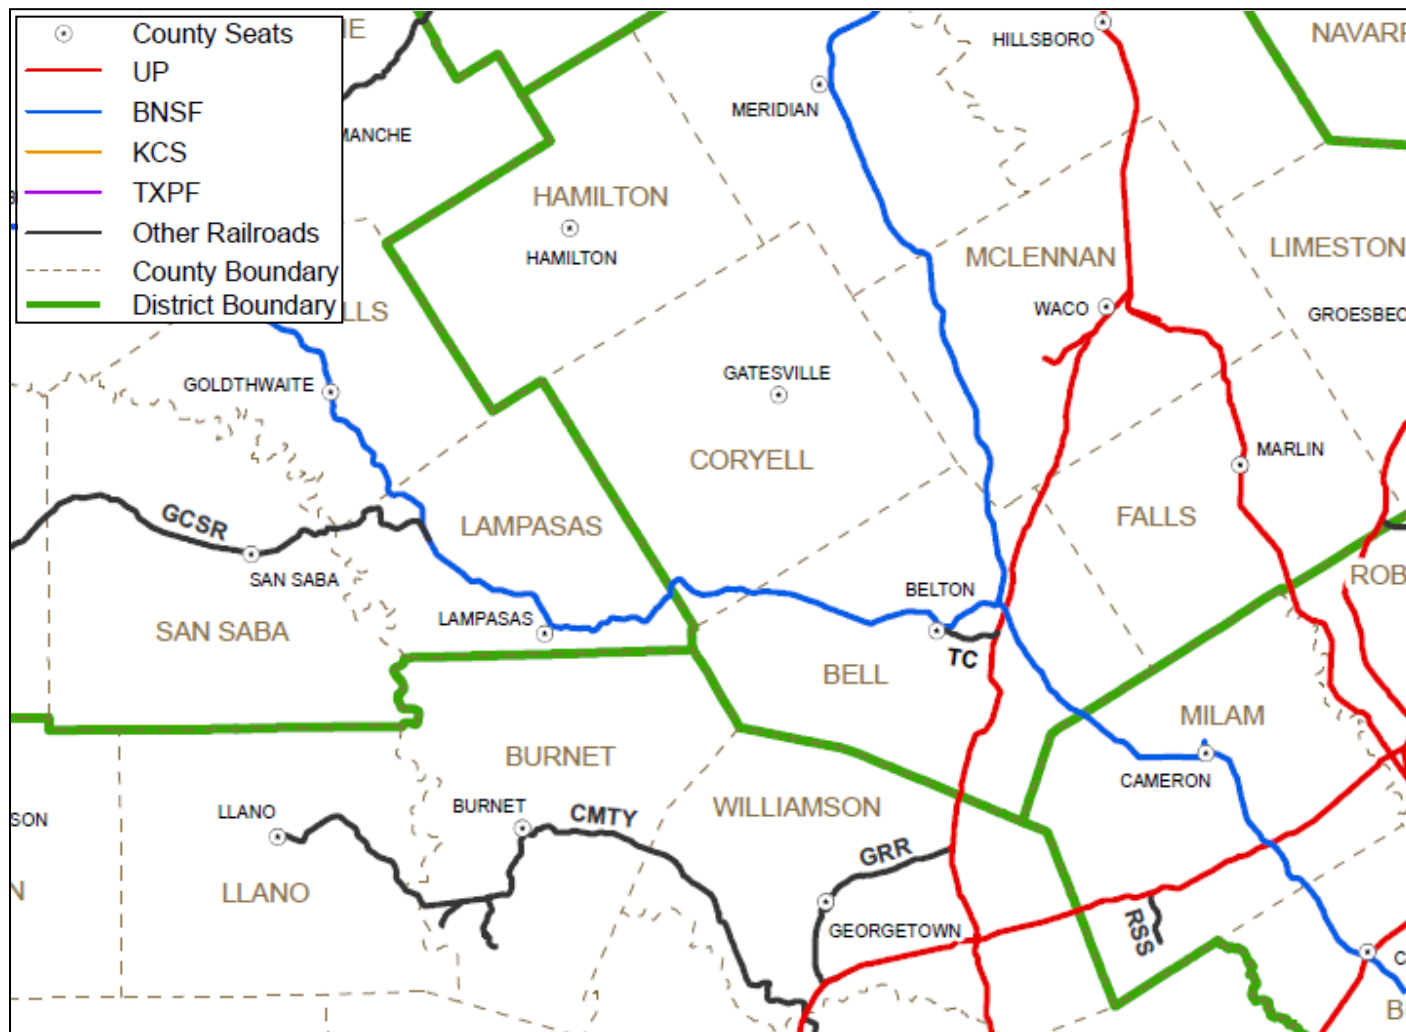 County Seats
UP
BNSF
KCS
TXPF
Other Railroads
County Boundary
District Boundary
HILLSBORO
NAVARR
MERIDIAN
MANCHE
HAMILTON
HAMILTON
MCLENNAN
LIMESTON
WACO
GROESBEC
LLS
GOLDTHWAITE
GATESVILLE
MARLIN
CORYELL
GCSR
LAMPASAS
FALLS
SAN SABA
ROB
BELTON
LAMPASAS
SAN SABA
TC
BELL
MILAM
BURNET
CAMERON
LLANO
BURNET
CMTY
WILLIAMSON
SON
GRR
N
LLANO
GEORGETOWN
RSS
C
B